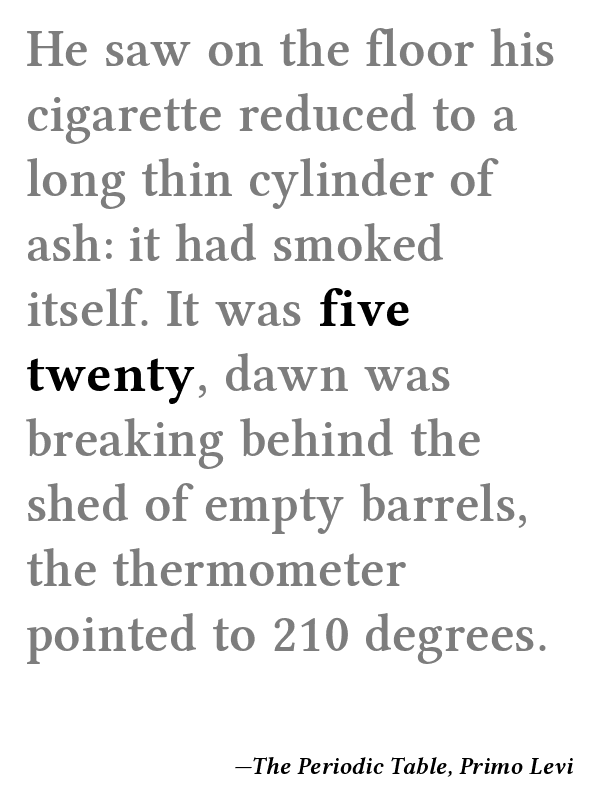 He saw on the floor his
cigarette reduced to a
long thin cylinder of
ash: it had smoked
itself. It was five
twenty, dawn was
breaking behind the
shed of empty barrels,
the thermometer
pointed to 210 degrees.
—The Periodic Table, Primo Levi